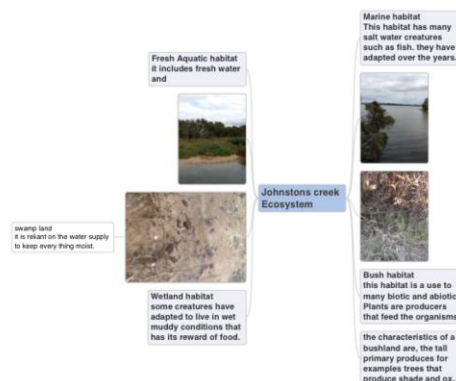 Marine habitat
This habitat has many
salt water creatures
such as fish. they have
adapted over the years.
Fresh Aquatic habitat
it includes fresh water
and
Johnstons creek
Ecosystem
swamp land
it is reliant on the water supply
to keep every thing moist.
Wetland habitat
some creatures have
adapted to live in wet
muddy conditions that
has its reward of food.
Bush habitat
this habitat is a use to
many biotic and abiotic
Plants are producers
that feed the organisms
the characteristics of a
bushland are, the tall
primary produces for
examples trees that
produce shade and ox.